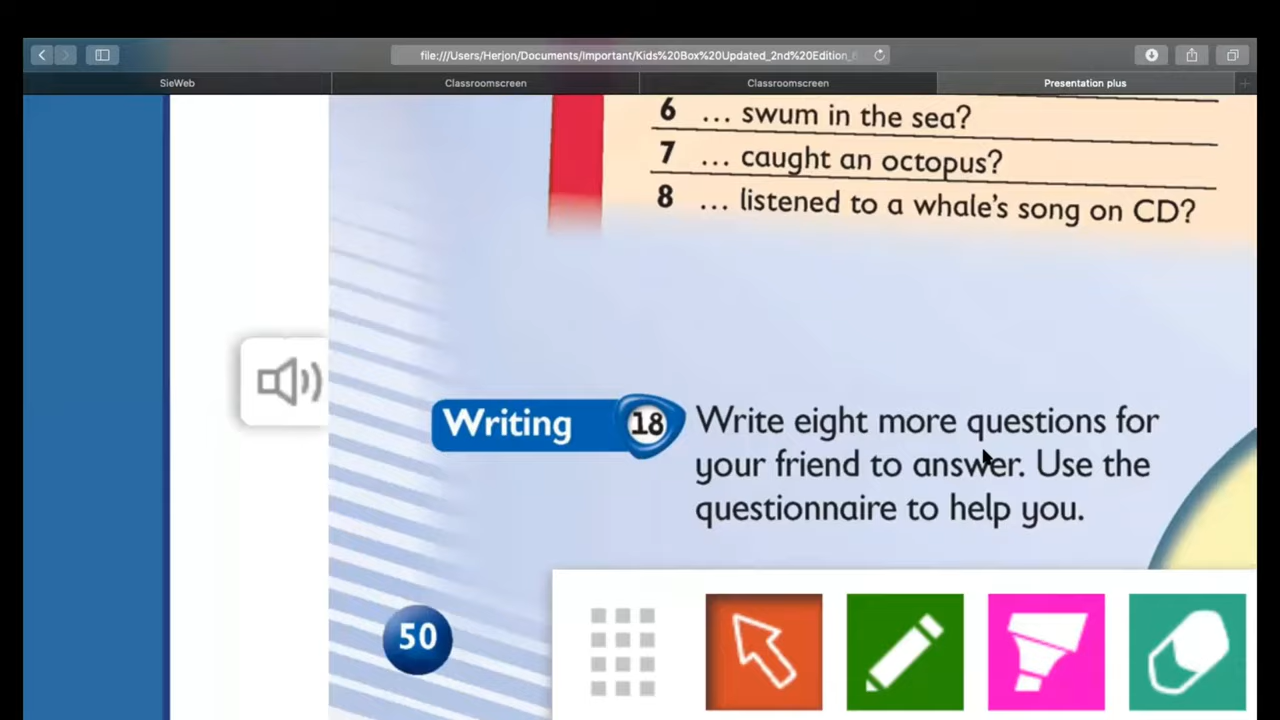 file:///Users/Herjon/Documents/Important/Kids%20Box%20Updated_2nd%20Edition_6
SieWeb
Classroomscreen
Classroomscreen
Presentation plus
6 ... swum in the sea?
7 ... caught an octopus?
8 ... listened to a whale's song on CD?
Writing 18
Write eight more questions for
your friend to answer. Use the
questionnaire to help you.
50